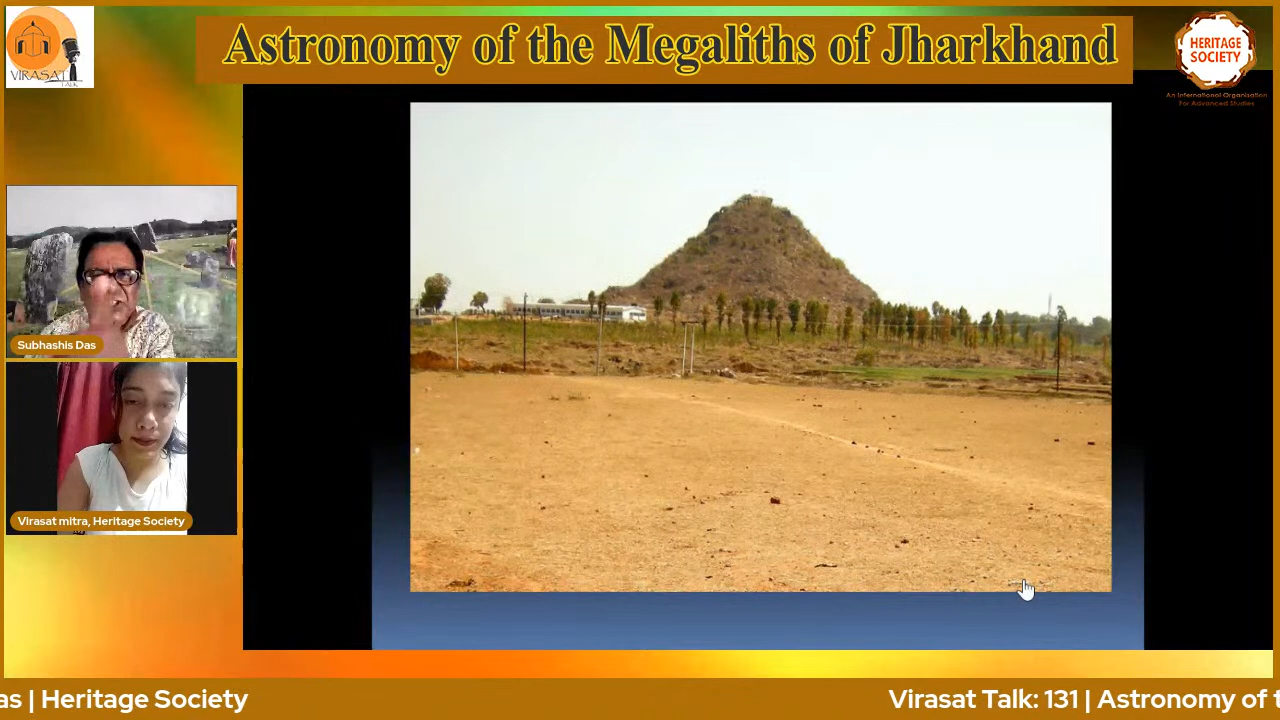 Astronomy of the Megaliths of Jharkhand
VIRASAT
TALK
HERITAGE
SOCIETY
An International Organisation
For Advanced Studies
Subhashis Das
Virasat mitra, Heritage Society
as | Heritage Society
Virasat Talk: 131 | Astronomy of t